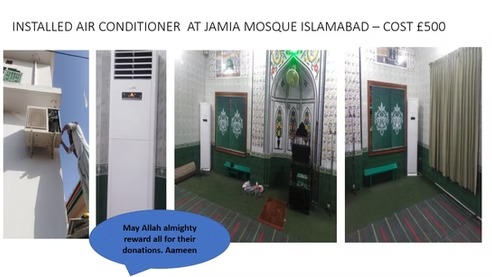 INSTALLED AIR CONDITIONER AT JAMIA MOSQUE ISLAMABAD – COST £500
May Allah almighty
reward all for their
donations. Aameen